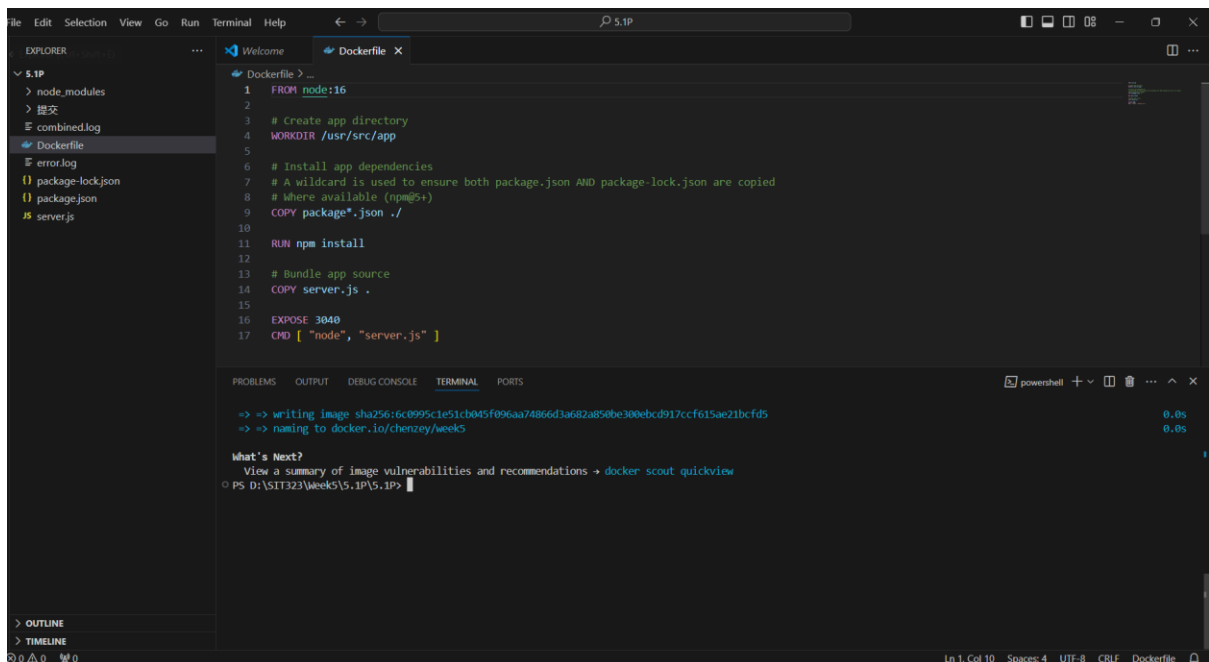 File Edit Selection View Go Run Terminal Help
5.1P
EXPLORER
5.1P
node_modules
提交
combined.log
Dockerfile
error.log
package-lock.json
package.json
server.js
OUTLINE
TIMELINE
Welcome
Dockerfile
Dockerfile > ...
1 FROM node:16
2
3 # Create app directory
4 WORKDIR /usr/src/app
5
6 # Install app dependencies
7 # A wildcard is used to ensure both package.json AND package-lock.json are copied
8 # Where available (npm@5+)
9 COPY package*.json ./
10
11 RUN npm install
12
13 # Bundle app source
14 COPY server.js .
15
16 EXPOSE 3040
17 CMD [ "node", "server.js" ]
PROBLEMS OUTPUT DEBUG CONSOLE TERMINAL PORTS
powershell
=> => writing image sha256:6c0995c1e51cb045f096aa74866d3a682a850be300ebcd917ccf615ae21bcfd5 0.0s
=> => naming to docker.io/chenzey/week5 0.0s
What's Next?
View a summary of image vulnerabilities and recommendations → docker scout quickview
PS D:\SIT323\Week5\5.1P\5.1P>
0 0 0
Ln 1, Col 10 Spaces: 4 UTF-8 CRLF Dockerfile